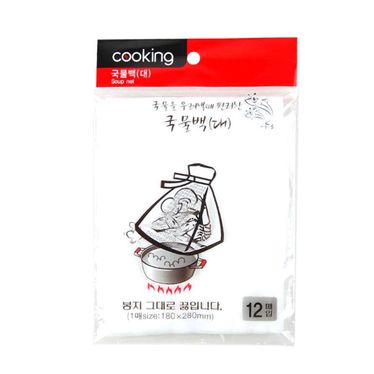 cooking
국물백(대)
Soup net
국물을 우려낼때 편리한
국물백(대)
봉지 그대로 끓입니다.
(1매size:180×280mm)
12매입